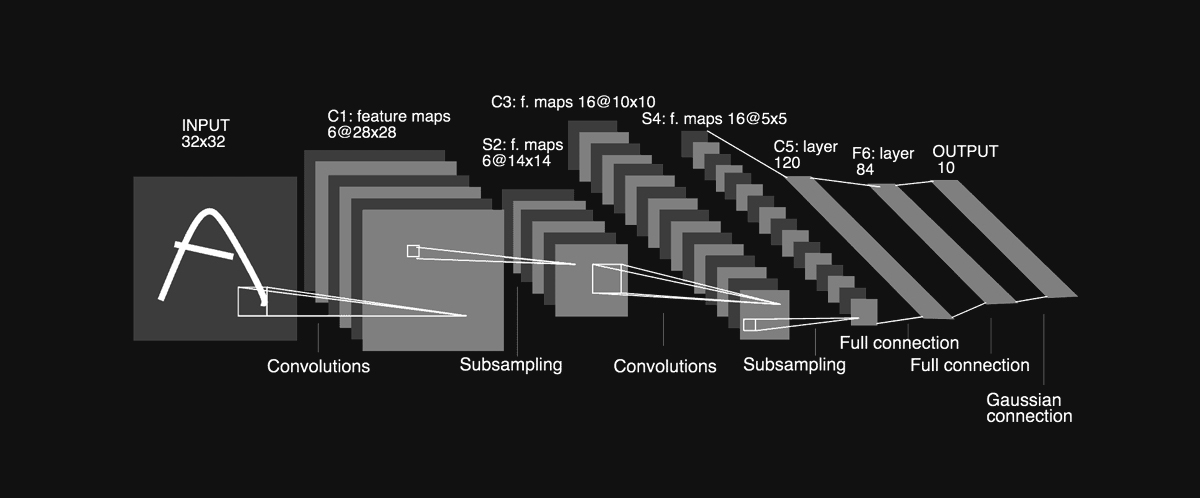 INPUT
32x32
C1: feature maps
6@28x28
S2: f. maps
6@14x14
C3: f. maps 16@10x10
S4: f. maps 16@5x5
C5: layer
120
F6: layer
84
OUTPUT
10
Convolutions
Subsampling
Convolutions
Subsampling
Full connection
Full connection
Gaussian
connection